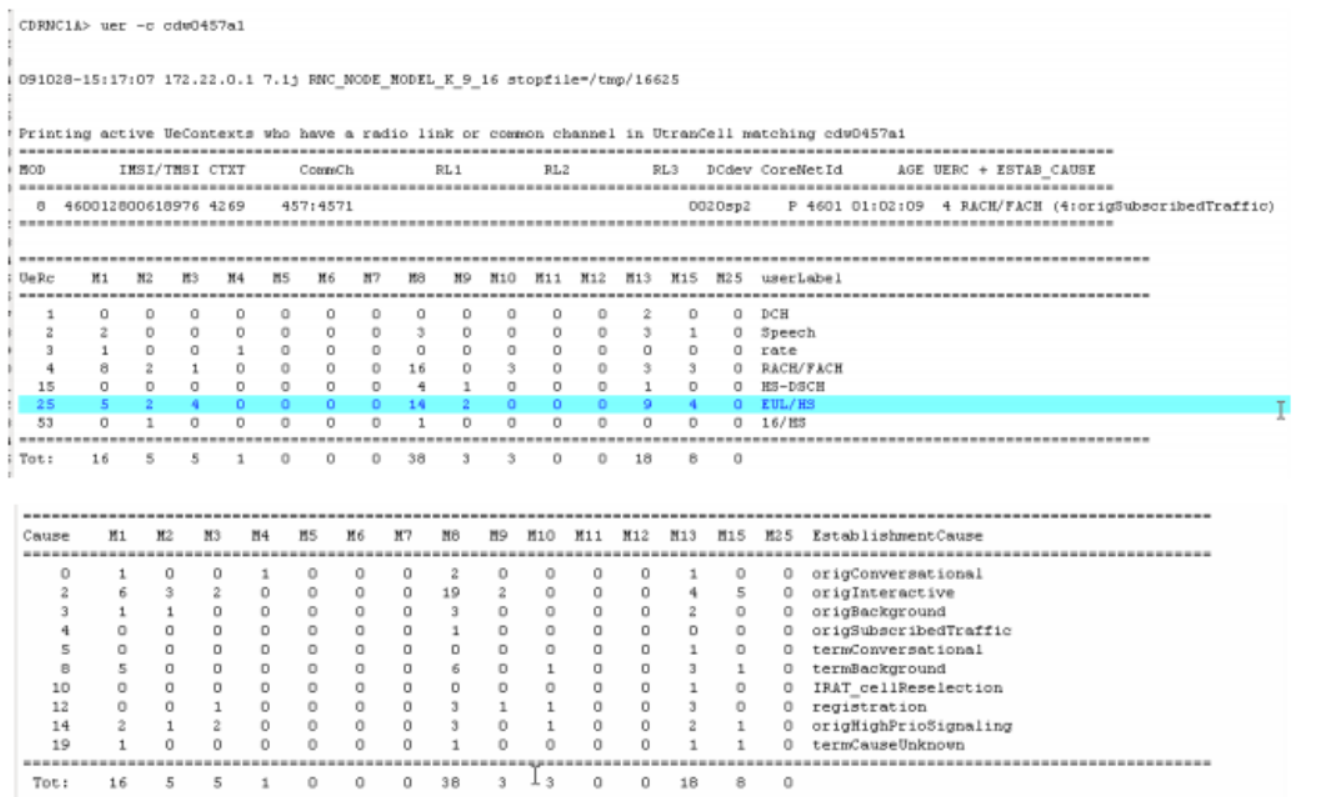 CDRNC1A> uer -c cdw0457a1
091028-15:17:07 172.22.0.1 7.1j RNC_NODE_MODEL_K_9_16 stopfile=/tmp/16625
Printing active UeContexts who have a radio link or common channel in UtranCell matching cdw0457a1
MOD IMSI/TMSI CTXT CommCh RL1 RL2 RL3 DCdev CoreNetId AGE UERC + ESTAB_CAUSE
8 460012800618976 4269 457:4571 0020sp2 P 4601 01:02:09 4 RACH/FACH (4:origSubscribedTraffic)
UeRc M1 M2 M3 M4 M5 M6 M7 M8 M9 M10 M11 M12 M13 M15 M25 userLabel
1 0 0 0 0 0 0 0 0 0 0 0 0 2 0 0 DCH
2 2 0 0 0 0 0 0 3 0 0 0 0 3 1 0 Speech
3 1 0 0 1 0 0 0 0 0 0 0 0 0 0 0 rate
4 8 2 1 0 0 0 0 16 0 3 0 0 3 3 0 RACH/FACH
15 0 0 0 0 0 0 0 4 1 0 0 0 1 0 0 HS-DSCH
25 5 2 4 0 0 0 0 14 2 0 0 0 9 4 0 EUL/HS
53 0 1 0 0 0 0 0 1 0 0 0 0 0 0 0 16/HS
Tot: 16 5 5 1 0 0 0 38 3 3 0 0 18 8 0
Cause M1 M2 M3 M4 M5 M6 M7 M8 M9 M10 M11 M12 M13 M15 M25 EstablishmentCause
0 1 0 0 1 0 0 0 2 0 0 0 0 1 0 0 origConversational
2 6 3 2 0 0 0 0 19 2 0 0 0 4 5 0 origInteractive
3 1 1 0 0 0 0 0 3 0 0 0 0 2 0 0 origBackground
4 0 0 0 0 0 0 0 1 0 0 0 0 0 0 0 origSubscribedTraffic
5 0 0 0 0 0 0 0 0 0 0 0 0 1 0 0 termConversational
8 5 0 0 0 0 0 0 6 0 1 0 0 3 1 0 termBackground
10 0 0 0 0 0 0 0 0 0 0 0 0 1 0 0 IRAT_cellReselection
12 0 0 1 0 0 0 0 3 1 1 0 0 3 0 0 registration
14 2 1 2 0 0 0 0 3 0 1 0 0 2 1 0 origHighPrioSignaling
19 1 0 0 0 0 0 0 1 0 0 0 0 1 1 0 termCauseUnknown
Tot: 16 5 5 1 0 0 0 38 3 3 0 0 18 8 0